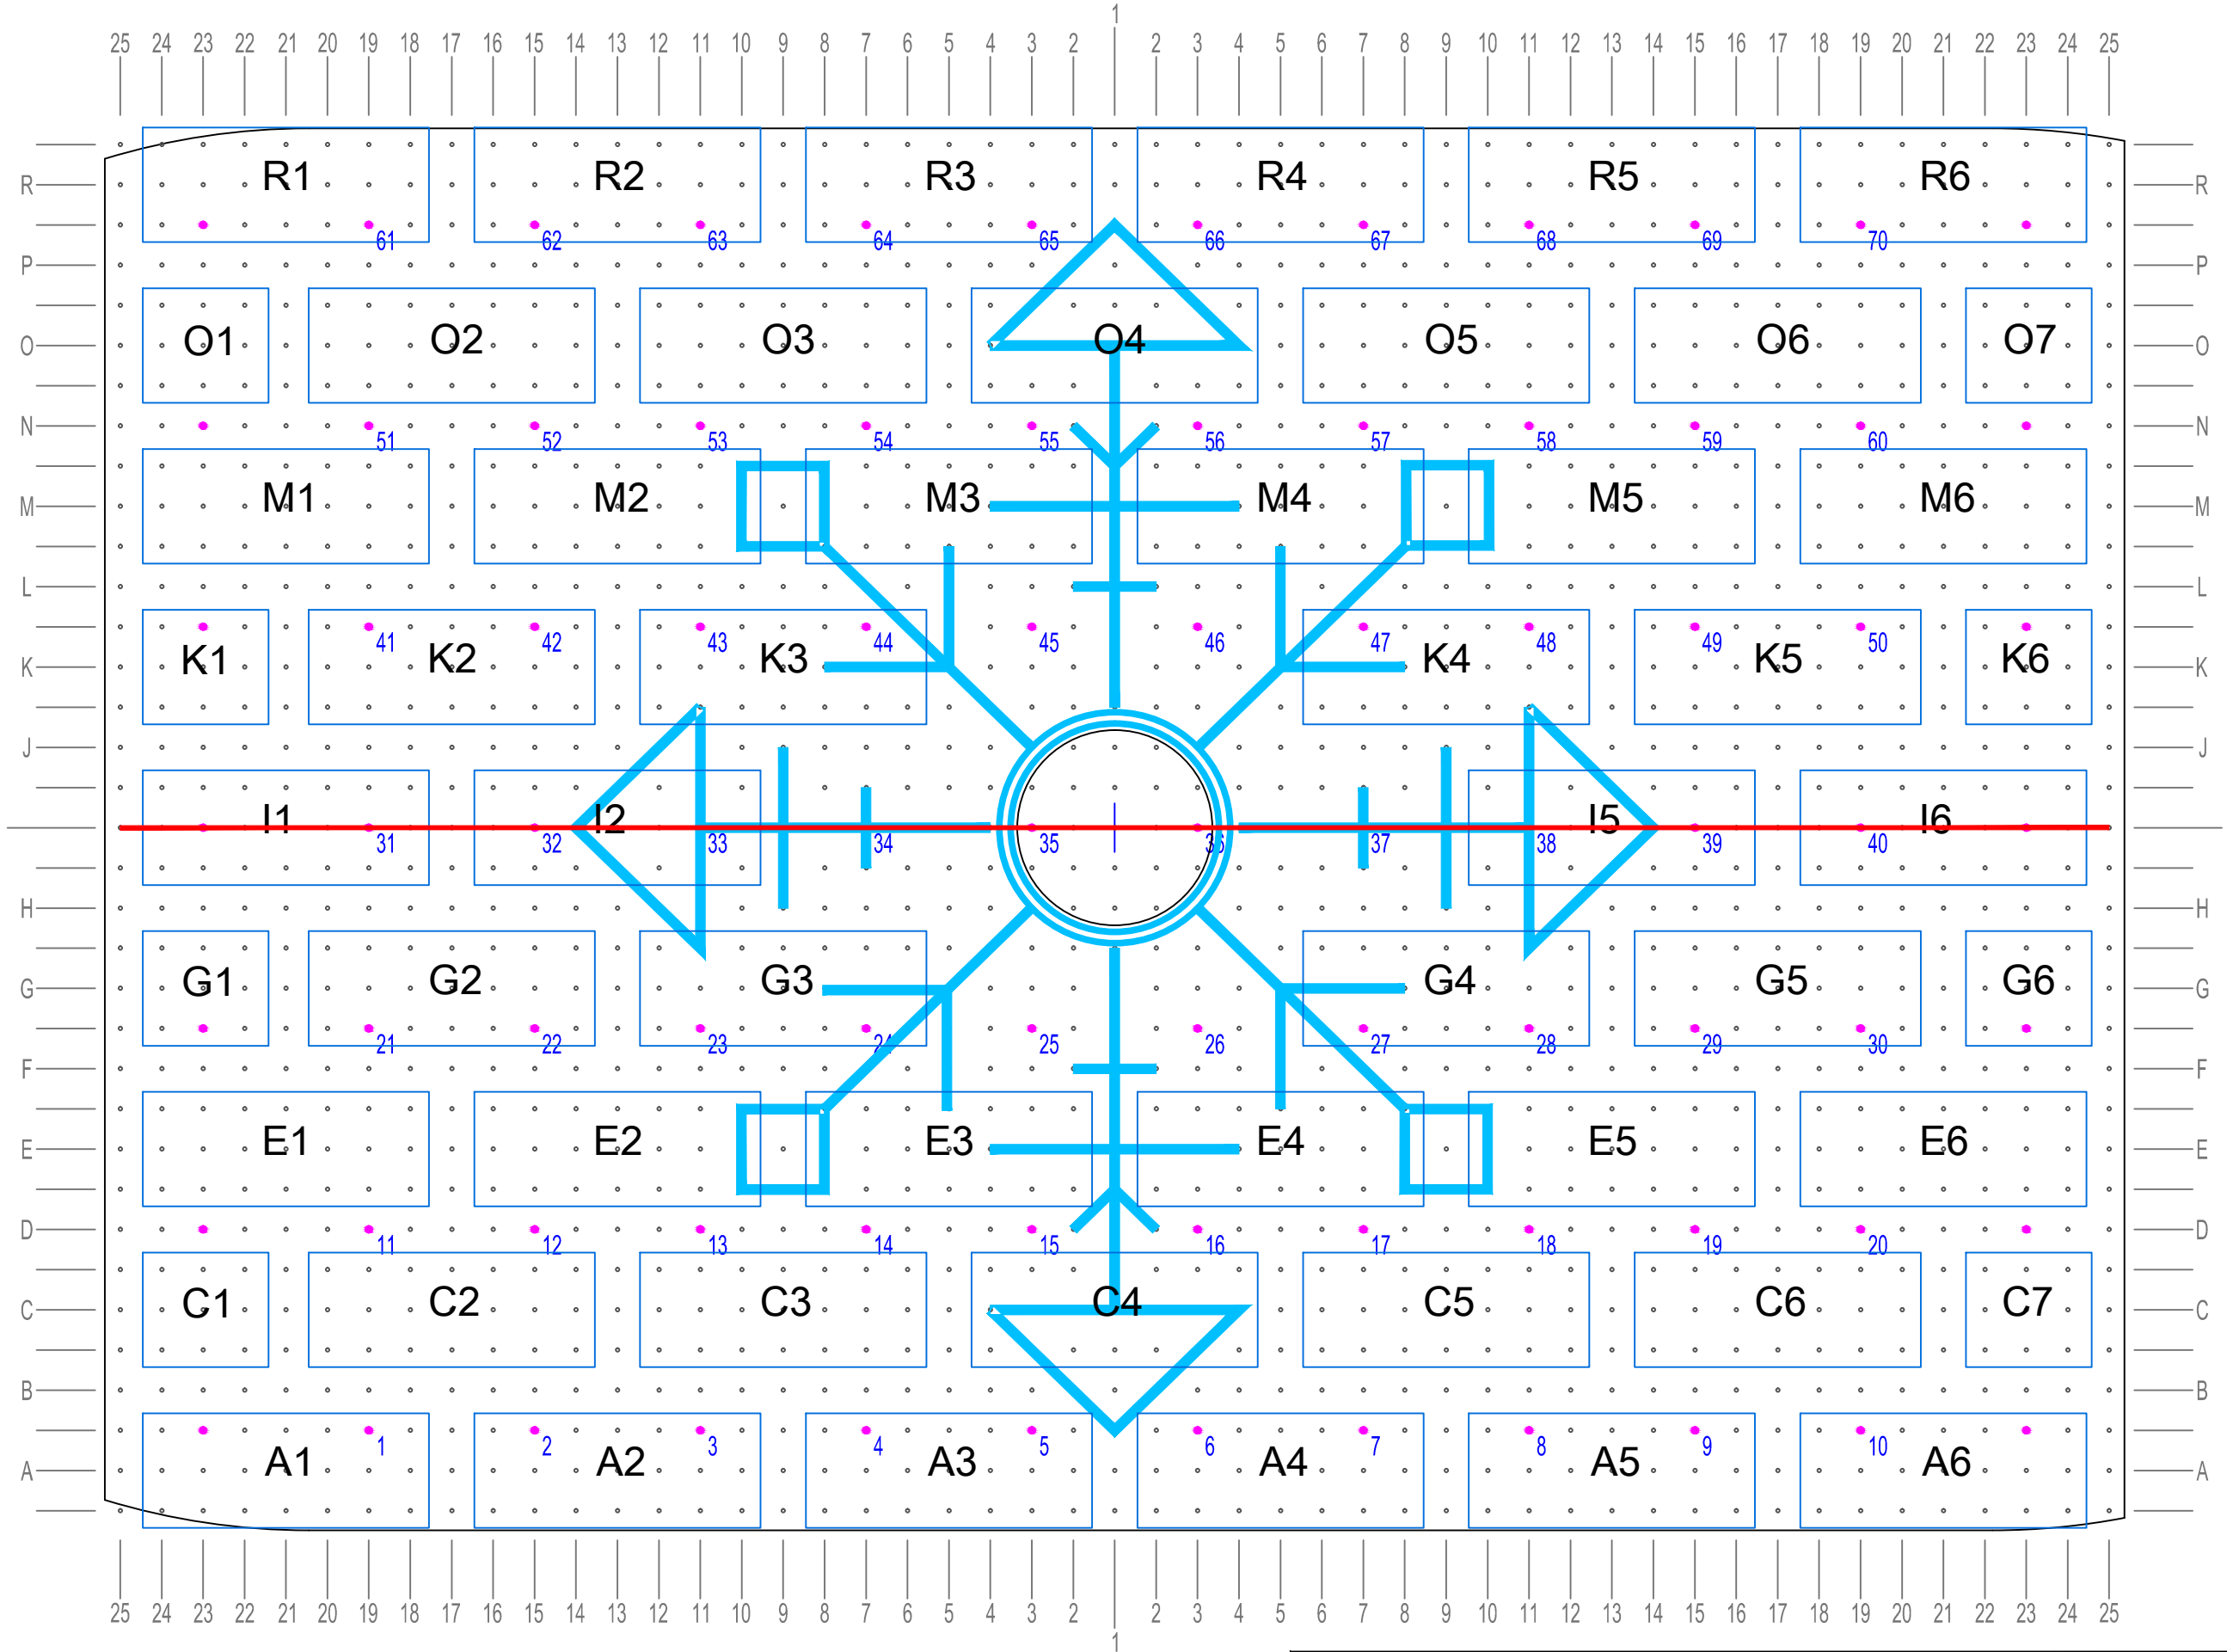 1
25 24 23 22 21 20 19 18 17 16 15 14 13 12 11 10 9 8 7 6 5 4 3 2 2 3 4 5 6 7 8 9 10 11 12 13 14 15 16 17 18 19 20 21 22 23 24 25
R R1 R2 R3 R4 R5 R6 R
61 62 63 64 65 66 67 68 69 70
P P
O O1 O2 O3 O4 O5 O6 O7 O
N N
51 52 53 54 55 56 57 58 59 60
M M1 M2 M3 M4 M5 M6 M
L L
41 42 43 44 45 46 47 48 49 50
K K1 K2 K3 K4 K5 K6 K
J J
I1 I2 I5 I6
31 32 33 34 35 36 37 38 39 40
H H
G G1 G2 G3 G4 G5 G6 G
21 22 23 24 25 26 27 28 29 30
F F
E E1 E2 E3 E4 E5 E6 E
D D
11 12 13 14 15 16 17 18 19 20
C C1 C2 C3 C4 C5 C6 C7 C
B B
1 2 3 4 5 6 7 8 9 10
A A1 A2 A3 A4 A5 A6 A
25 24 23 22 21 20 19 18 17 16 15 14 13 12 11 10 9 8 7 6 5 4 3 2 2 3 4 5 6 7 8 9 10 11 12 13 14 15 16 17 18 19 20 21 22 23 24 25
1